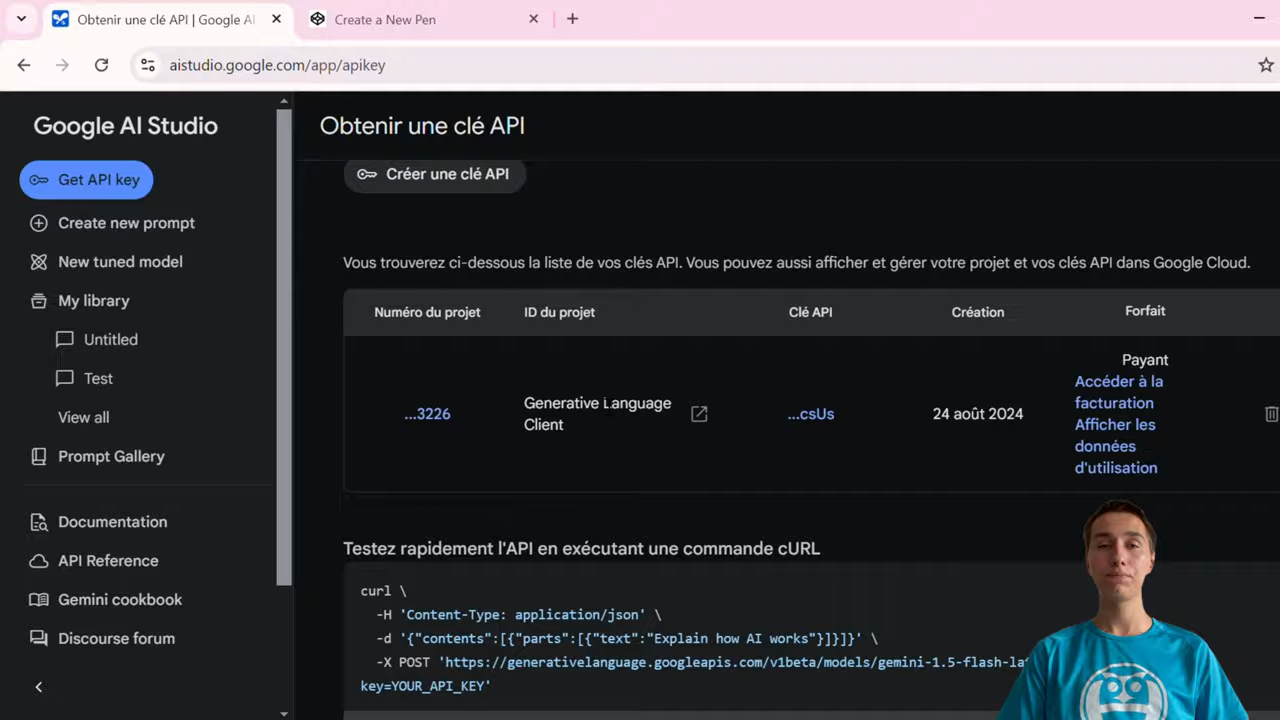 Obtenir une clé API | Google AI
Create a New Pen
aistudio.google.com/app/apikey
Google AI Studio
Get API key
Create new prompt
New tuned model
My library
Untitled
Test
View all
Prompt Gallery
Documentation
API Reference
Gemini cookbook
Discourse forum
Obtenir une clé API
Créer une clé API
Vous trouverez ci-dessous la liste de vos clés API. Vous pouvez aussi afficher et gérer votre projet et vos clés API dans Google Cloud.
Numéro du projet ID du projet Clé API Création Forfait
...3226 Generative Language Client ...csUs 24 août 2024 Payant
Accéder à la
facturation
Afficher les
données
d'utilisation
Testez rapidement l'API en exécutant une commande cURL
curl \
-H 'Content-Type: application/json' \
-d '{"contents":[{"parts":[{"text":"Explain how AI works"}]}]}' \
-X POST 'https://generativelanguage.googleapis.com/v1beta/models/gemini-1.5-flash-la
key=YOUR_API_KEY'